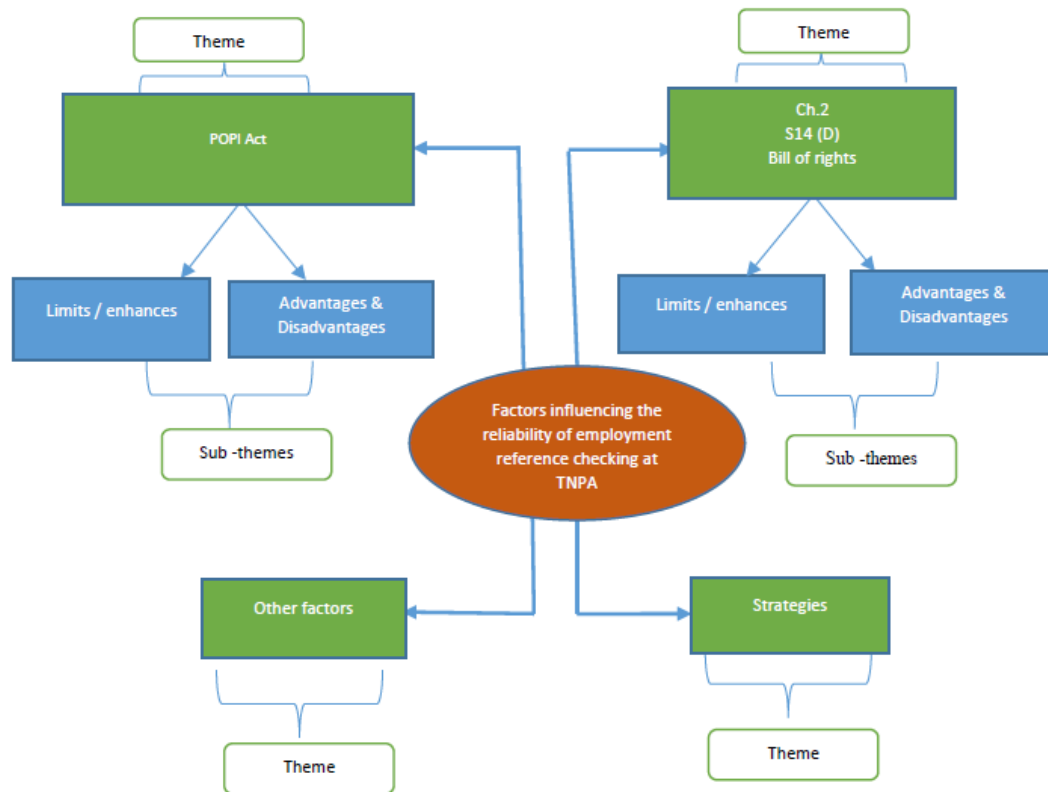 Theme
Theme
POPI Act
Ch.2
S14 (D)
Bill of rights
Limits / enhances
Advantages &
Disadvantages
Limits / enhances
Advantages &
Disadvantages
Sub -themes
Factors influencing the
reliability of employment
reference checking at
TNPA
Sub -themes
Other factors
Strategies
Theme
Theme